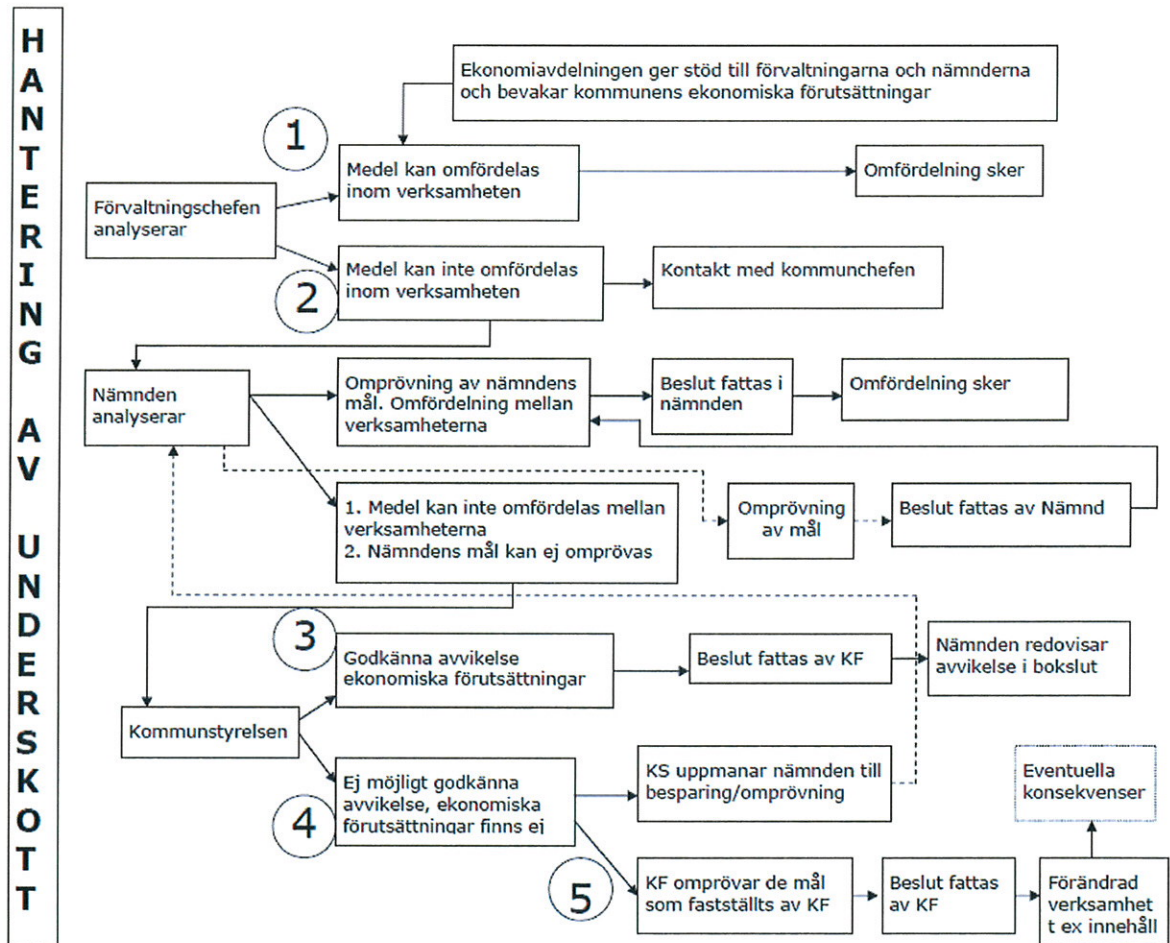 HANTERING AV UNDERSKOTT
Ekonomiavdelningen ger stöd till förvaltningarna och nämnderna
och bevakar kommunens ekonomiska förutsättningar
1
Medel kan omfördelas
inom verksamheten
Omfördelning sker
Förvaltningschefen
analyserar
2
Medel kan inte omfördelas
inom verksamheten
Kontakt med kommunchefen
Nämnden
analyserar
Omprövning av nämndens
mål. Omfördelning mellan
verksamheterna
Beslut fattas i
nämnden
Omfördelning sker
1. Medel kan inte omfördelas mellan
verksamheterna
2. Nämndens mål kan ej omprövas
Omprövning
av mål
Beslut fattas av Nämnd
3
Godkänna avvikelse
ekonomiska förutsättningar
Beslut fattas av KF
Nämnden redovisar
avvikelse i bokslut
Kommunstyrelsen
4
Ej möjligt godkänna
avvikelse, ekonomiska
förutsättningar finns ej
KS uppmanar nämnden till
besparing/omprövning
Eventuella
konsekvenser
5
KF omprövar de mål
som fastställts av KF
Beslut fattas
av KF
Förändrad
verksamhet
t ex innehåll